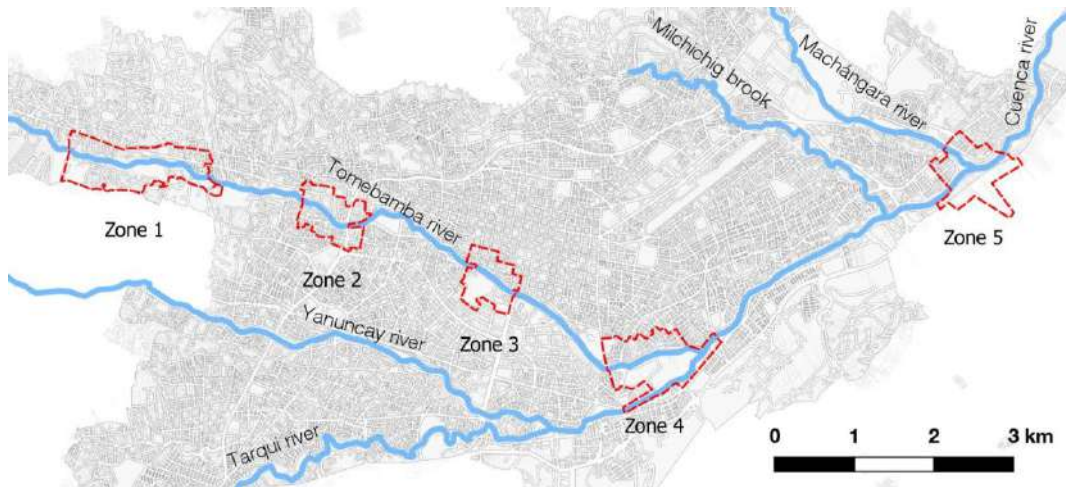 Milchichig brook
Machángara river
Cuenca river
Tomebamba river
Zone 1
Zone 2
Zone 3
Zone 4
Zone 5
Yanuncay river
Tarqui river
0 1 2 3 km